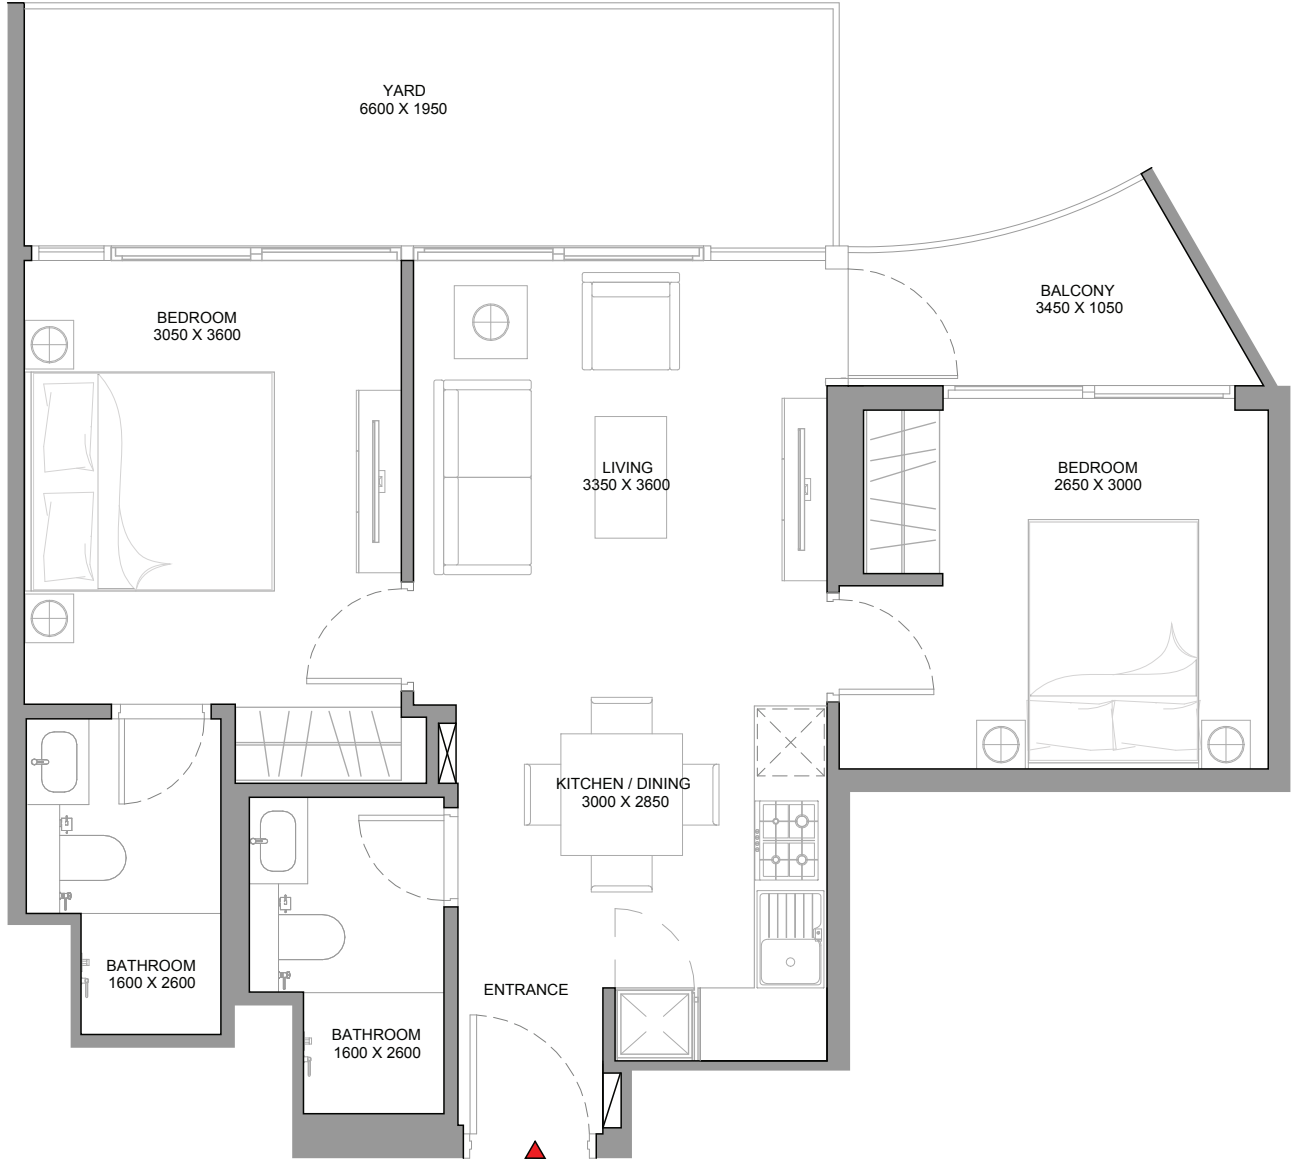 YARD
6600 X 1950
BALCONY
3450 X 1050
BEDROOM
3050 X 3600
LIVING
3350 X 3600
BEDROOM
2650 X 3000
KITCHEN / DINING
3000 X 2850
BATHROOM
1600 X 2600
ENTRANCE
BATHROOM
1600 X 2600